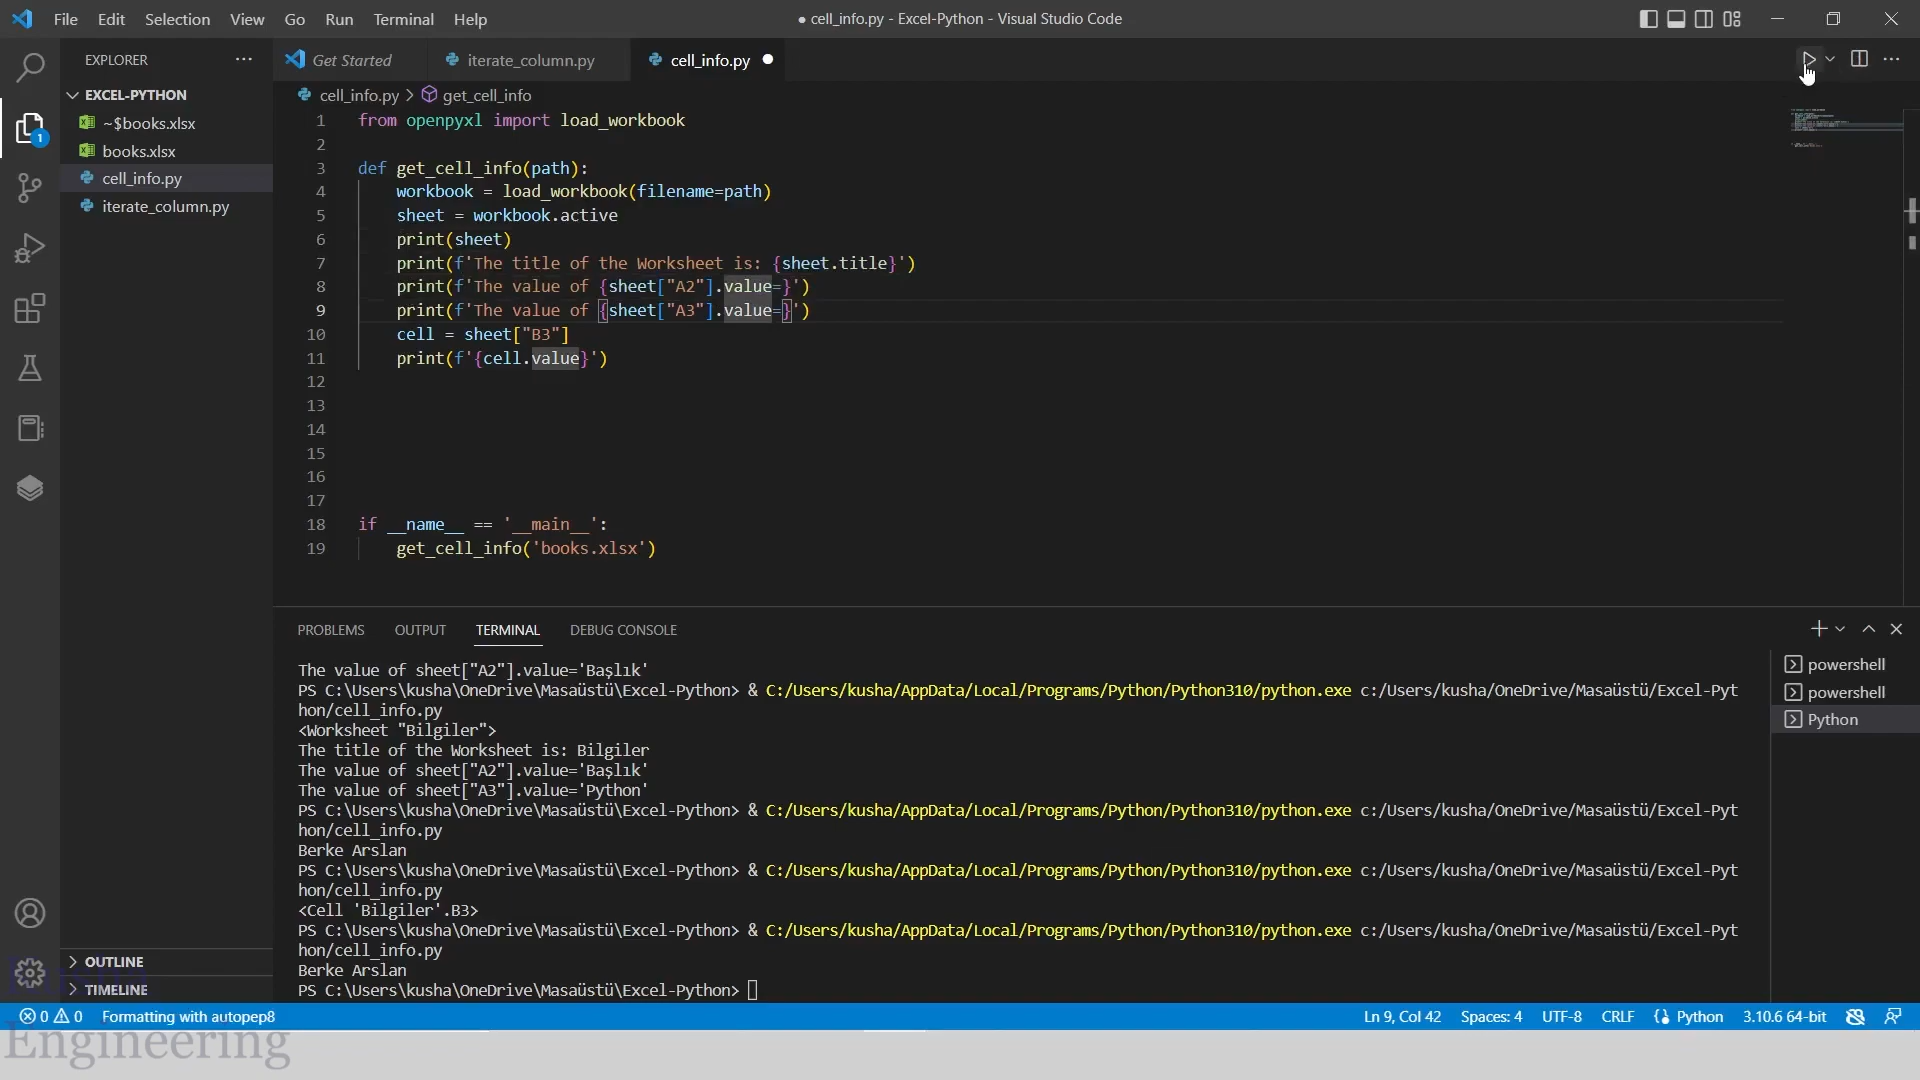 File Edit Selection View Go Run Terminal Help
● cell_info.py - Excel-Python - Visual Studio Code
EXPLORER ···
EXCEL-PYTHON
~$books.xlsx
books.xlsx
cell_info.py
iterate_column.py
OUTLINE
TIMELINE
1
Get Started
iterate_column.py
cell_info.py
cell_info.py > get_cell_info
1 from openpyxl import load_workbook
2
3 def get_cell_info(path):
4 workbook = load_workbook(filename=path)
5 sheet = workbook.active
6 print(sheet)
7 print(f'The title of the Worksheet is: {sheet.title}')
8 print(f'The value of {sheet["A2"].value=}')
9 print(f'The value of {sheet["A3"].value=}')
10 cell = sheet["B3"]
11 print(f'{cell.value}')
12
13
14
15
16
17
18 if __name__ == '__main__':
19 get_cell_info('books.xlsx')
PROBLEMS OUTPUT TERMINAL DEBUG CONSOLE
The value of sheet["A2"].value='Başlık'
PS C:\Users\kusha\OneDrive\Masaüstü\Excel-Python> & C:/Users/kusha/AppData/Local/Programs/Python/Python310/python.exe c:/Users/kusha/OneDrive/Masaüstü/Excel-Pyt
hon/cell_info.py
<Worksheet "Bilgiler">
The title of the Worksheet is: Bilgiler
The value of sheet["A2"].value='Başlık'
The value of sheet["A3"].value='Python'
PS C:\Users\kusha\OneDrive\Masaüstü\Excel-Python> & C:/Users/kusha/AppData/Local/Programs/Python/Python310/python.exe c:/Users/kusha/OneDrive/Masaüstü/Excel-Pyt
hon/cell_info.py
Berke Arslan
PS C:\Users\kusha\OneDrive\Masaüstü\Excel-Python> & C:/Users/kusha/AppData/Local/Programs/Python/Python310/python.exe c:/Users/kusha/OneDrive/Masaüstü/Excel-Pyt
hon/cell_info.py
<Cell 'Bilgiler'.B3>
PS C:\Users\kusha\OneDrive\Masaüstü\Excel-Python> & C:/Users/kusha/AppData/Local/Programs/Python/Python310/python.exe c:/Users/kusha/OneDrive/Masaüstü/Excel-Pyt
hon/cell_info.py
Berke Arslan
PS C:\Users\kusha\OneDrive\Masaüstü\Excel-Python>
powershell
powershell
Python
0 0 Formatting with autopep8 Ln 9, Col 42 Spaces: 4 UTF-8 CRLF Python 3.10.6 64-bit
Engineering